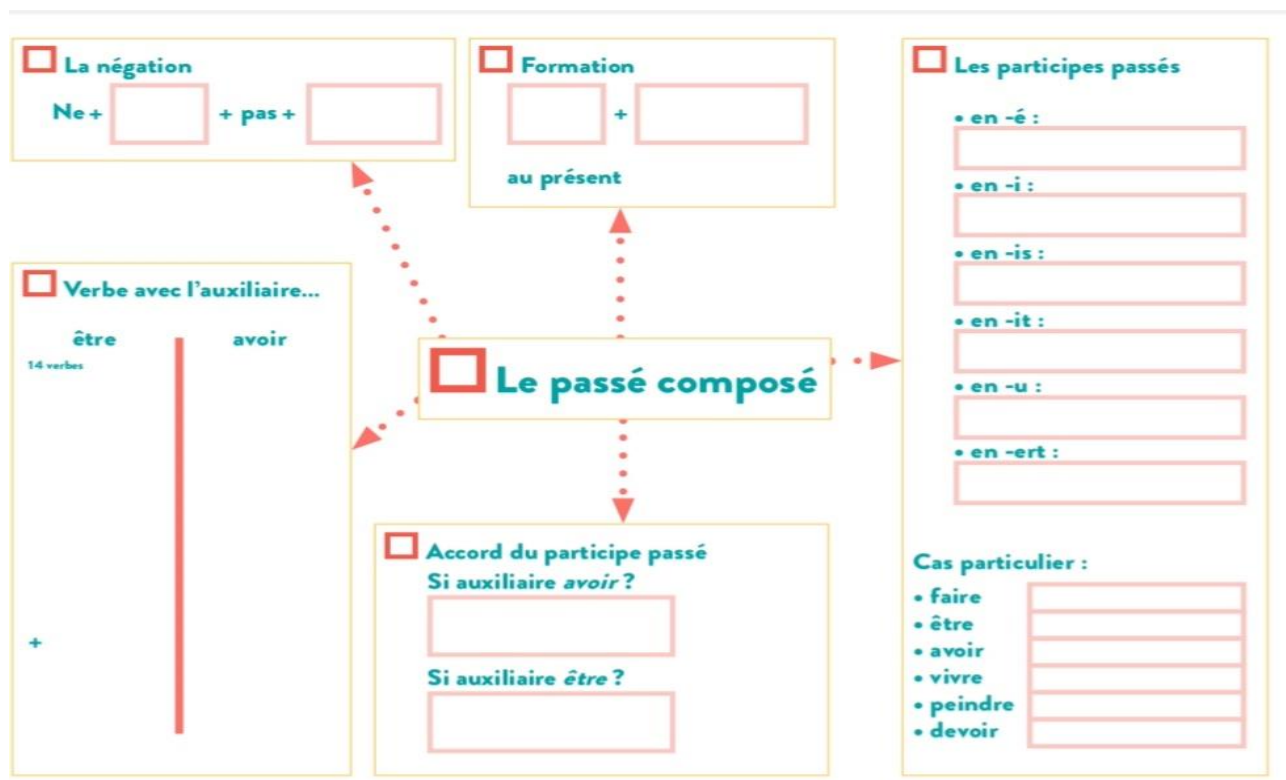 La négation
Ne + + pas +
Formation
+
au présent
Les participes passés
• en -é :
• en -i :
• en -is :
• en -it :
• en -u :
• en -ert :
Cas particulier :
• faire
• être
• avoir
• vivre
• peindre
• devoir
Verbe avec l'auxiliaire...
être avoir
14 verbes
+
Le passé composé
Accord du participe passé
Si auxiliaire avoir ?
Si auxiliaire être ?